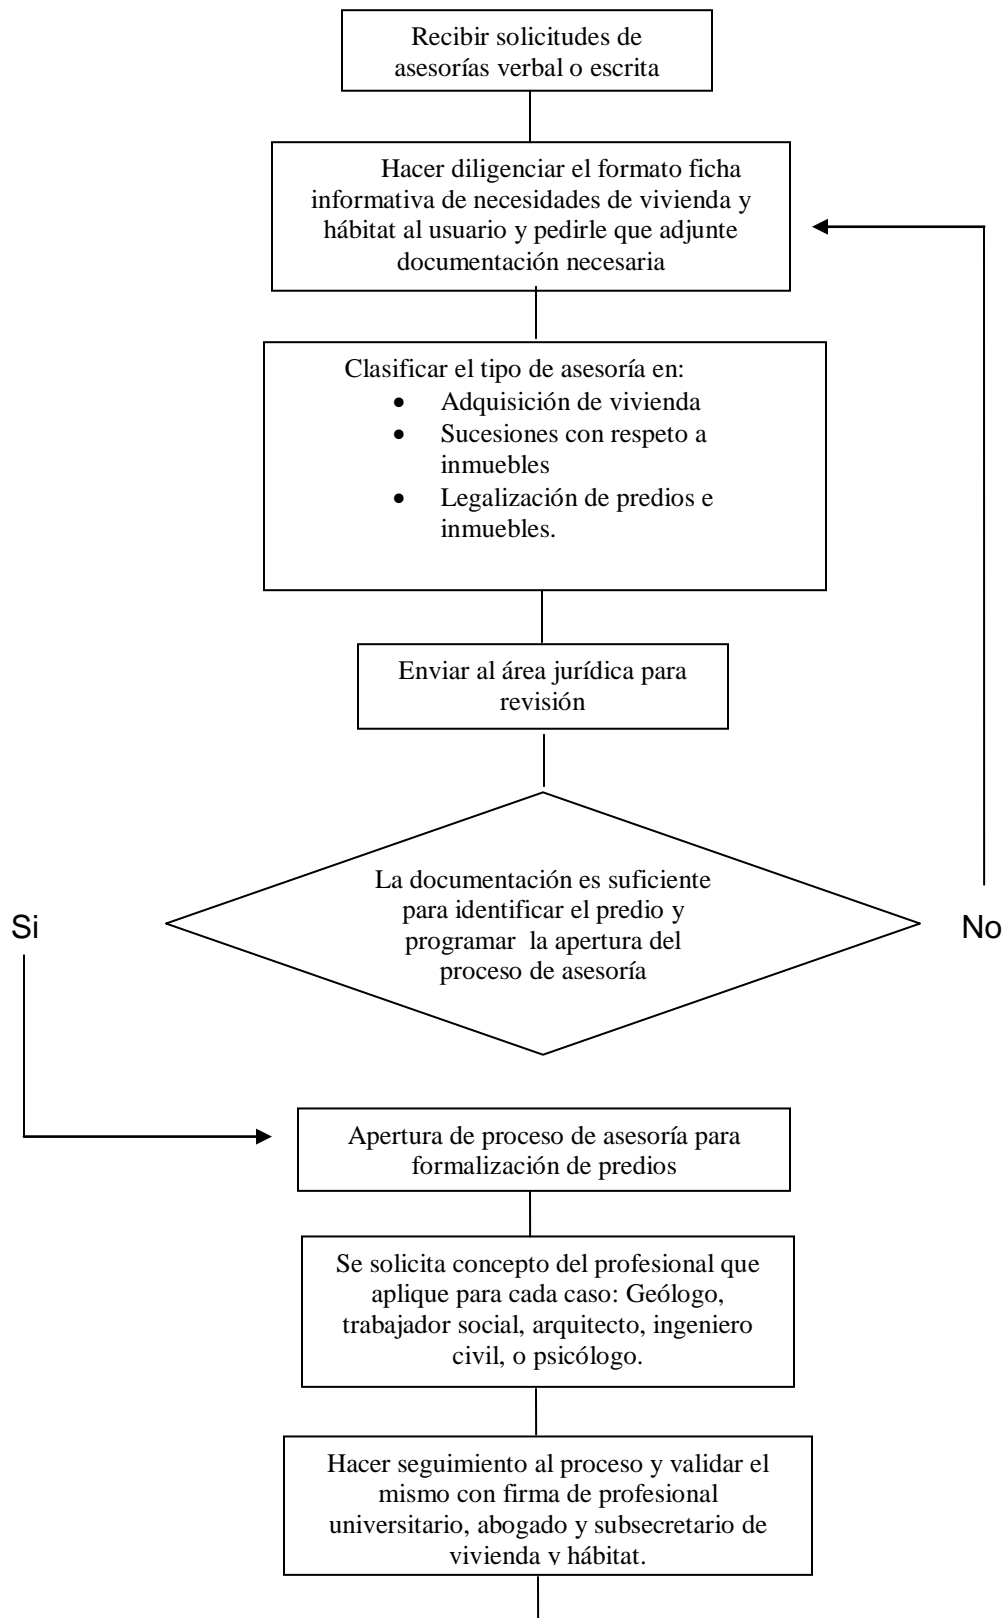 Recibir solicitudes de
asesorías verbal o escrita
Hacer diligenciar el formato ficha
informativa de necesidades de vivienda y
hábitat al usuario y pedirle que adjunte
documentación necesaria
Clasificar el tipo de asesoría en:
• Adquisición de vivienda
• Sucesiones con respeto a
inmuebles
• Legalización de predios e
inmuebles.
Enviar al área jurídica para
revisión
La documentación es suficiente
para identificar el predio y
programar la apertura del
proceso de asesoría
Si
No
Apertura de proceso de asesoría para
formalización de predios
Se solicita concepto del profesional que
aplique para cada caso: Geólogo,
trabajador social, arquitecto, ingeniero
civil, o psicólogo.
Hacer seguimiento al proceso y validar el
mismo con firma de profesional
universitario, abogado y subsecretario de
vivienda y hábitat.